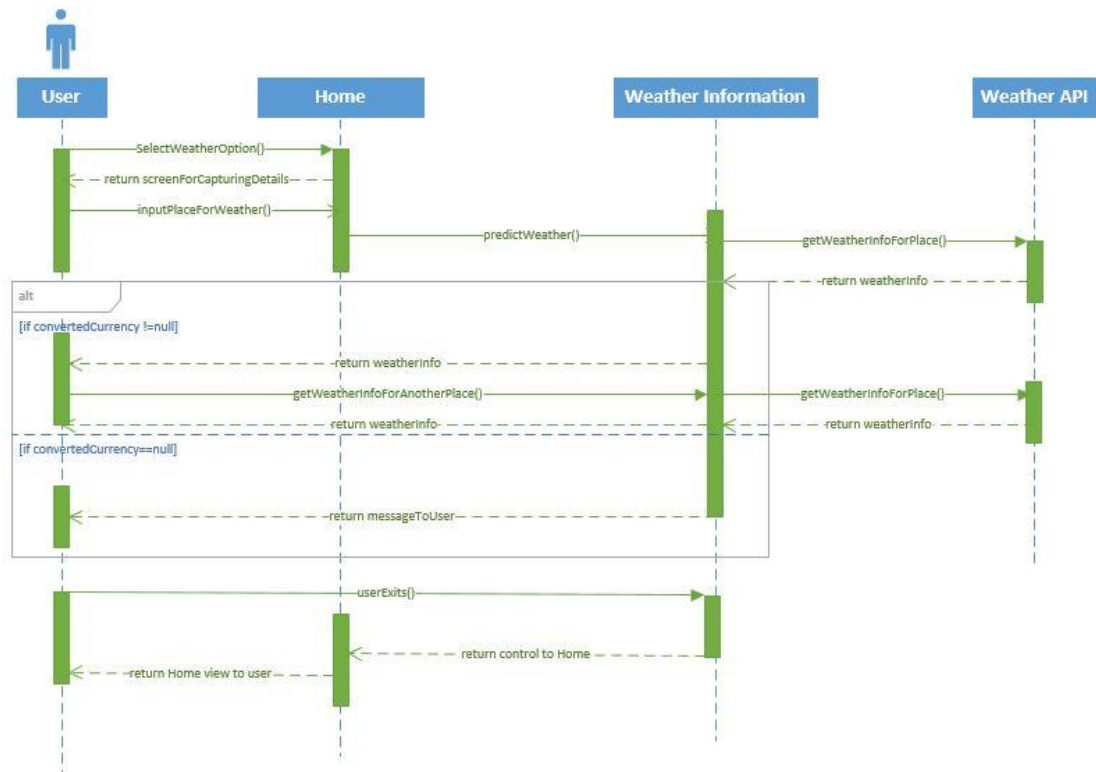 User
Home
Weather Information
Weather API
SelectWeatherOption()
return screenForCapturingDetails
inputPlaceForWeather()
predictWeather()
getWeatherInfoForPlace()
return weatherInfo
alt
[if convertedCurrency !=null]
return weatherInfo
getWeatherInfoForAnotherPlace()
getWeatherInfoForPlace()
return weatherInfo
return weatherInfo
[if convertedCurrency==null]
return messageToUser
userExits()
return control to Home
return Home view to user